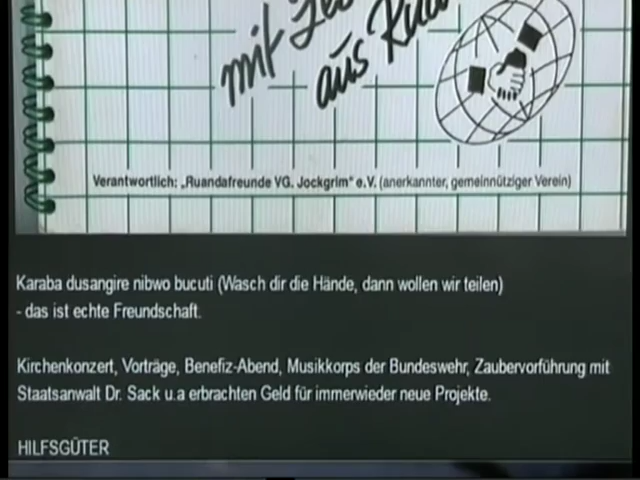 mit
aus
Verantwortlich: „Ruandafreunde VG. Jockgrim" e.V. (anerkannter, gemeinnütziger Verein)
Karaba dusangire nibwo bucuti (Wasch dir die Hände, dann wollen wir teilen)
- das ist echte Freundschaft.
Kirchenkonzert, Vorträge, Benefiz-Abend, Musikkorps der Bundeswehr, Zaubervorführung mit
Staatsanwalt Dr. Sack u.a erbrachten Geld für immerwieder neue Projekte.
HILFSGÜTER